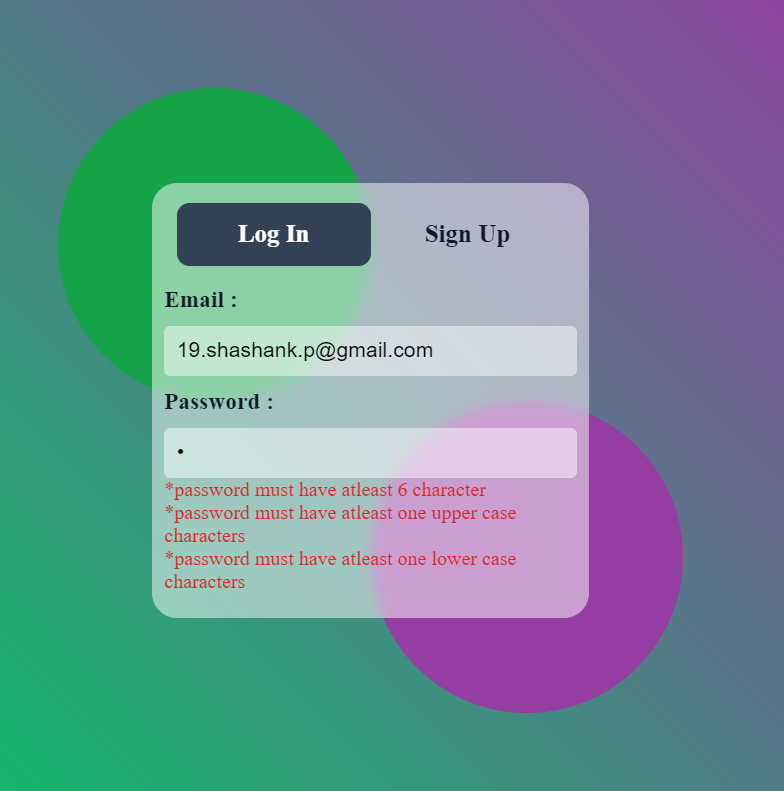 Log In Sign Up
Email :
19.shashank.p@gmail.com
Password :
•
*password must have atleast 6 character
*password must have atleast one upper case
characters
*password must have atleast one lower case
characters